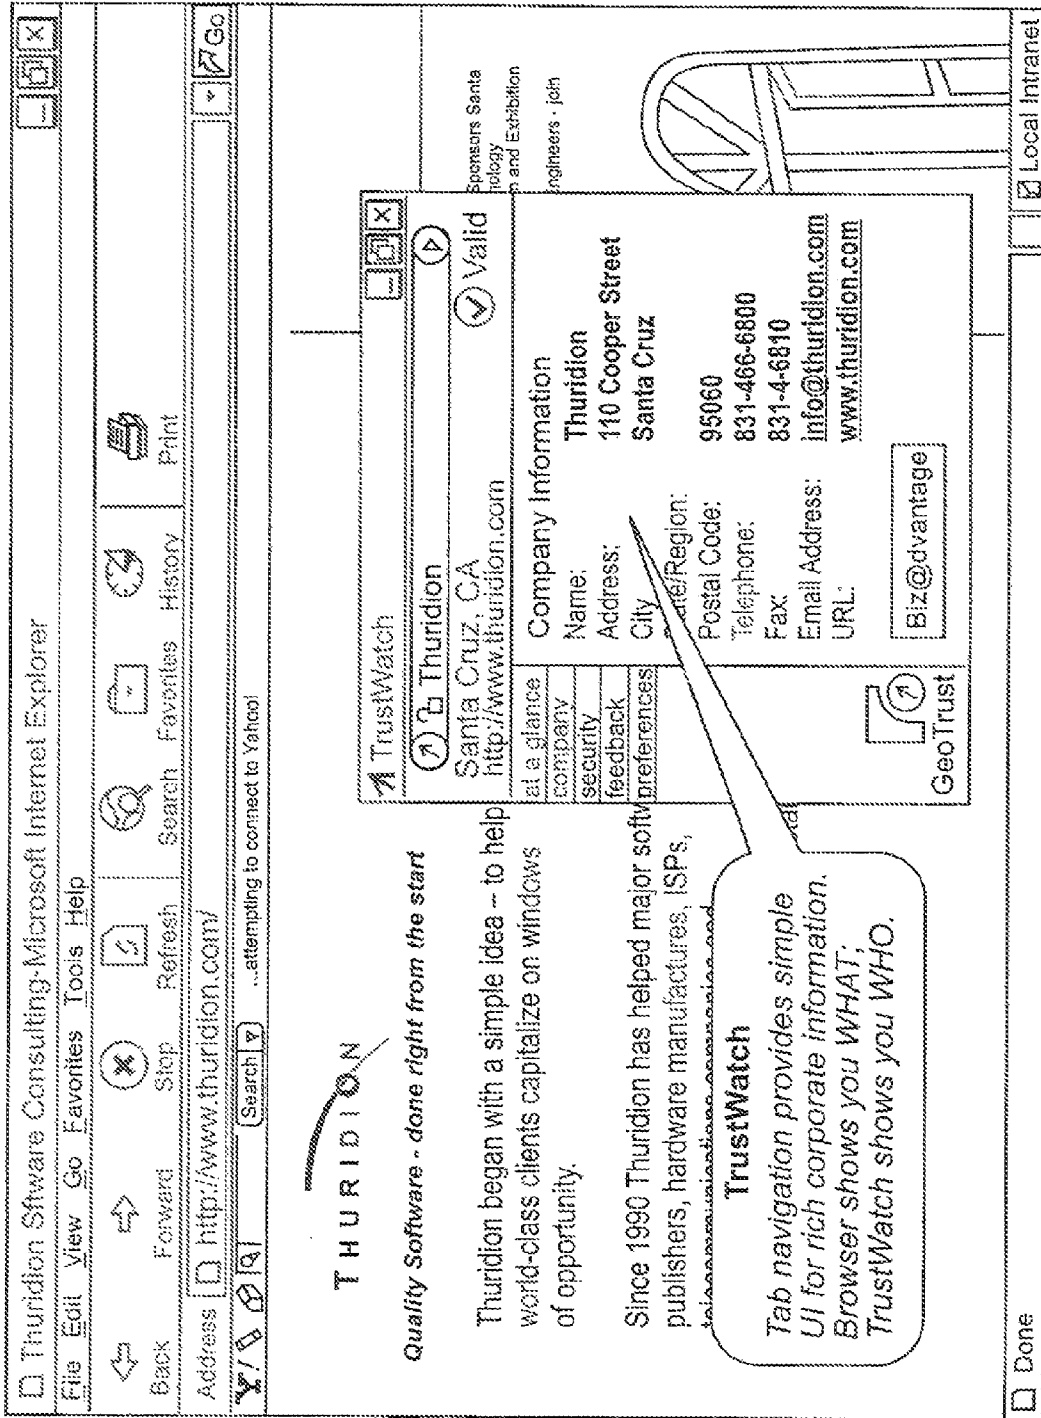 Thuridion Sftware Consulting-Microsoft Internet Explorer
File Edit View Go Favorites Tools Help
Back Forward Stop Refresh Search Favorites History Print
Address http://www.thuridion.com/ Go
Y! Search ...attempting to connect to Yahoo!
THURIDION
Quality Software - done right from the start
Thuridion began with a simple idea – to help
world-class clients capitalize on windows
of opportunity.
Since 1990 Thuridion has helped major softw
publishers, hardware manufactures, ISPs,
Sponsors Santa
nology
n and Exhibition
ngineers - join
TrustWatch
Thuridion
Santa Cruz, CA Valid
http://www.thuridion.com
at a glance
company
security
feedback
preferences
GeoTrust
Company Information
Name: Thuridion
Address: 110 Cooper Street
City Santa Cruz
ate/Region:
Postal Code: 95060
Telephone: 831-466-6800
Fax: 831-4-6810
Email Address: info@thuridion.com
URL: www.thuridion.com
Biz@dvantage
TrustWatch
Tab navigation provides simple
UI for rich corporate information.
Browser shows you WHAT;
TrustWatch shows you WHO.
Done Local Intranet